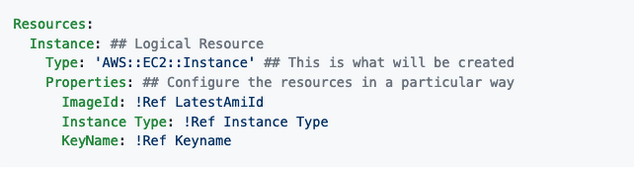 Resources:
Instance: ## Logical Resource
Type: 'AWS::EC2::Instance' ## This is what will be created
Properties: ## Configure the resources in a particular way
ImageId: !Ref LatestAmiId
Instance Type: !Ref Instance Type
KeyName: !Ref Keyname